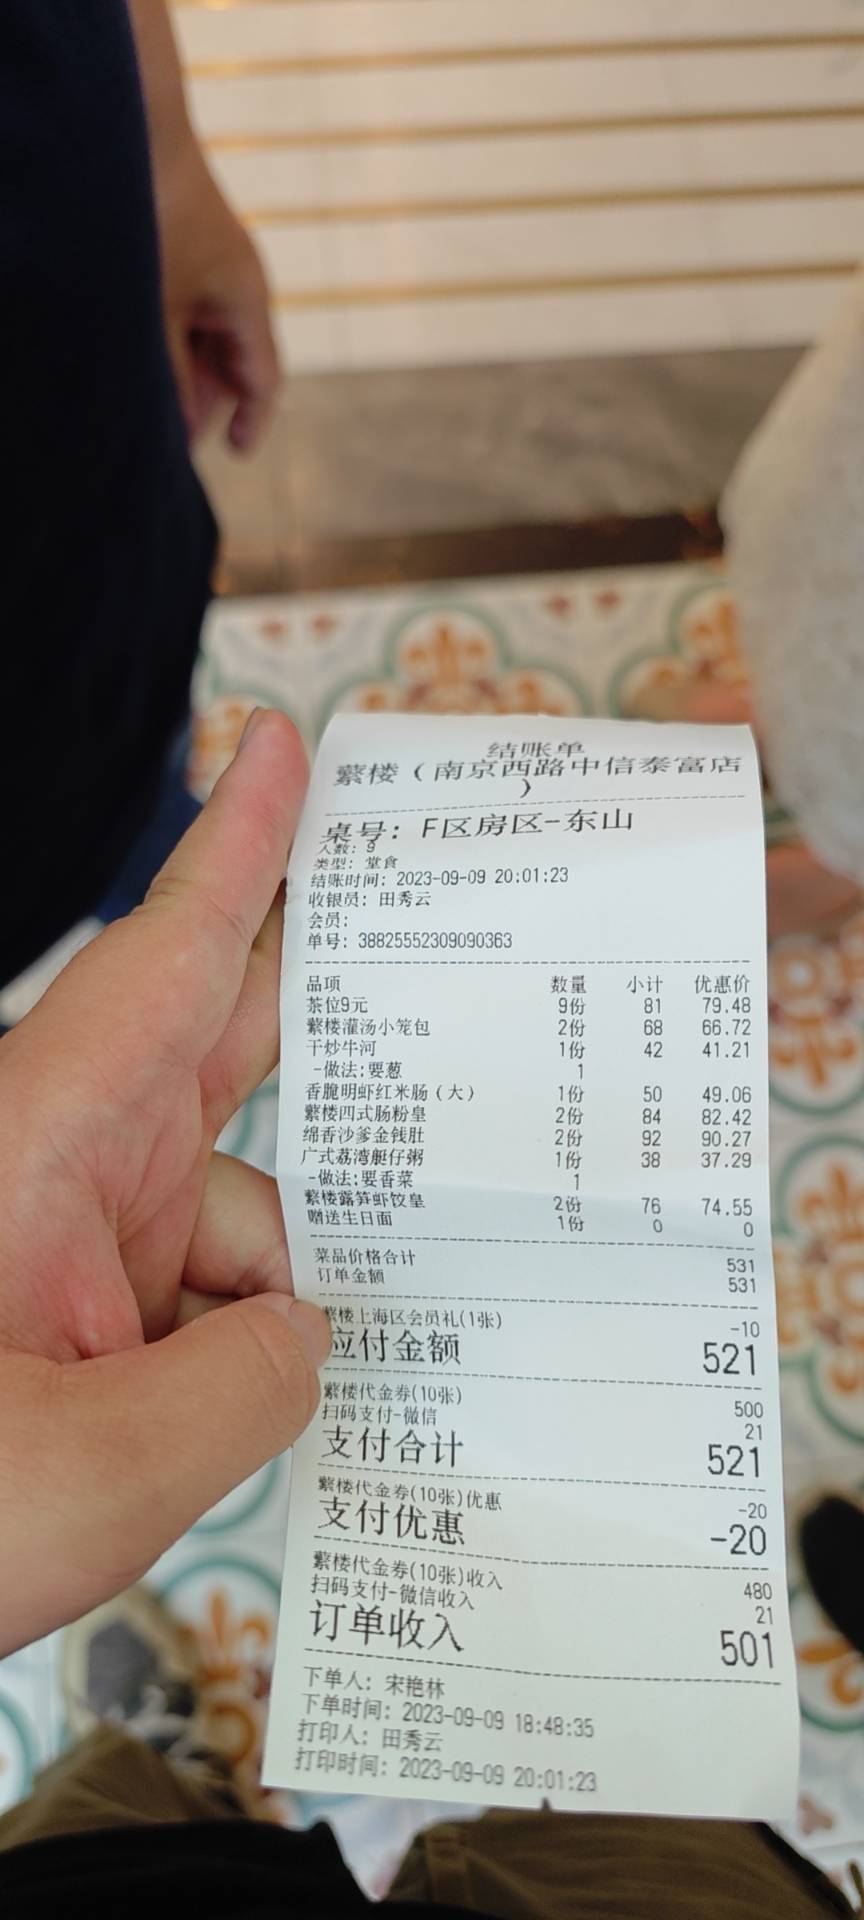 结账单
蘩楼（南京西路中信泰富店
）
桌号：F区房区-东山
人数：9
类型：堂食
结账时间：2023-09-09 20:01:23
收银员：田秀云
会员：
单号：38825552309090363
品项 数量 小计 优惠价
茶位9元 9份 81 79.48
蘩楼灌汤小笼包 2份 68 66.72
干炒牛河 1份 42 41.21
-做法:要葱 1
香脆明虾红米肠（大） 1份 50 49.06
蘩楼四式肠粉皇 2份 84 82.42
绵香沙爹金钱肚 2份 92 90.27
广式荔湾艇仔粥 1份 38 37.29
-做法:要香菜 1
蘩楼露笋虾饺皇 2份 76 74.55
赠送生日面 1份 0 0
菜品价格合计 531
订单金额 531
蘩楼上海区会员礼(1张) -10
应付金额 521
蘩楼代金券(10张) 500
扫码支付-微信 21
支付合计 521
蘩楼代金券(10张)优惠 -20
支付优惠 -20
蘩楼代金券(10张)收入 480
扫码支付-微信收入 21
订单收入 501
下单人：宋艳林
下单时间：2023-09-09 18:48:35
打印人：田秀云
打印时间：2023-09-09 20:01:23